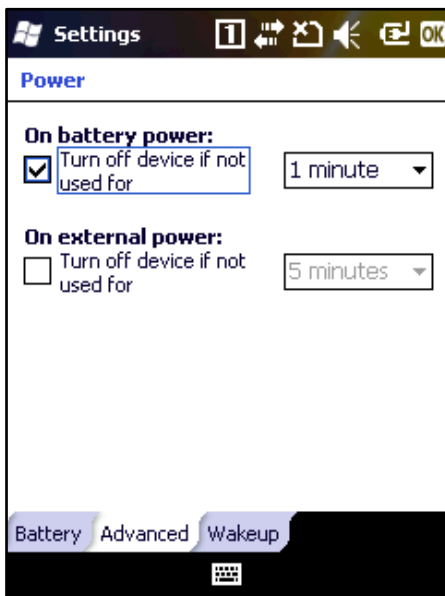 Settings
1
OK
Power
On battery power:
Turn off device if not
used for
1 minute
On external power:
Turn off device if not
used for
5 minutes
Battery
Advanced
Wakeup